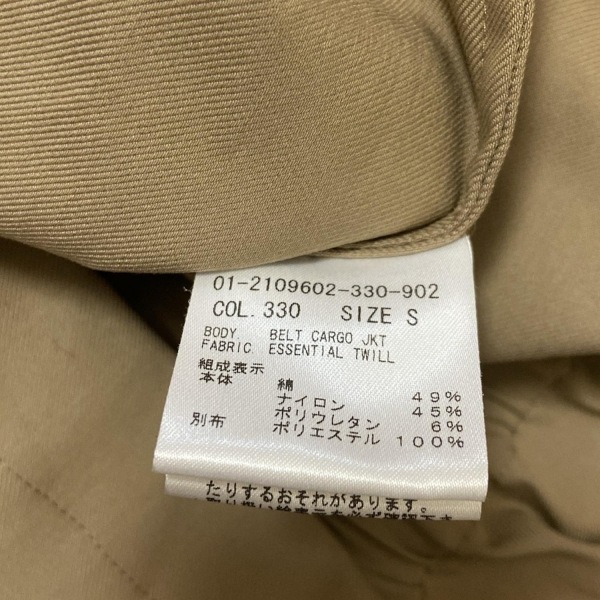 01-2109602-330-902
COL. 330 SIZE S
BODY BELT CARGO JKT
FABRIC ESSENTIAL TWILL
組成表示
本体 綿 49%
ナイロン 45%
ポリウレタン 6%
別布 ポリエステル 100%
たりするおそれがあります。